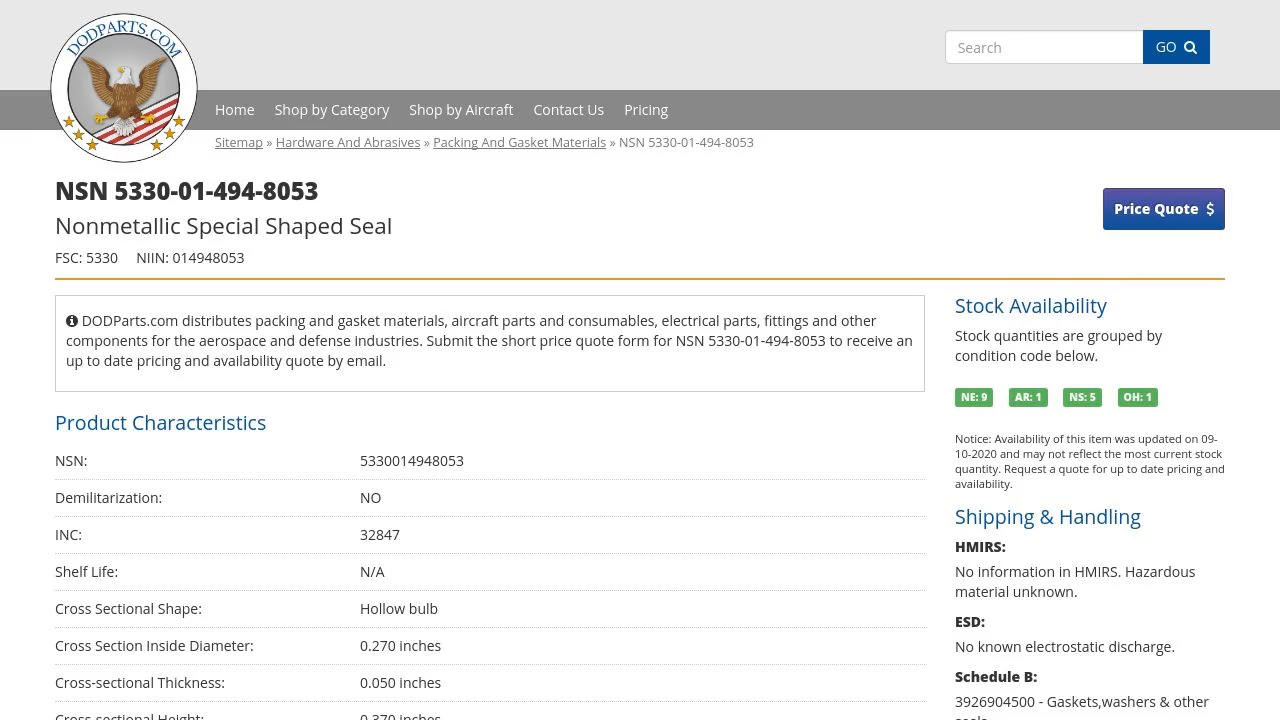 DODPARTS.COM
Search
GO
Home Shop by Category Shop by Aircraft Contact Us Pricing
Sitemap » Hardware And Abrasives » Packing And Gasket Materials » NSN 5330-01-494-8053
NSN 5330-01-494-8053
Nonmetallic Special Shaped Seal
FSC: 5330 NIIN: 014948053
Price Quote $
DODParts.com distributes packing and gasket materials, aircraft parts and consumables, electrical parts, fittings and other
components for the aerospace and defense industries. Submit the short price quote form for NSN 5330-01-494-8053 to receive an
up to date pricing and availability quote by email.
Product Characteristics
NSN: 5330014948053
Demilitarization: NO
INC: 32847
Shelf Life: N/A
Cross Sectional Shape: Hollow bulb
Cross Section Inside Diameter: 0.270 inches
Cross-sectional Thickness: 0.050 inches
Cross-sectional Height: 0.370 inches
Stock Availability
Stock quantities are grouped by
condition code below.
NE: 9 AR: 1 NS: 5 OH: 1
Notice: Availability of this item was updated on 09-
10-2020 and may not reflect the most current stock
quantity. Request a quote for up to date pricing and
availability.
Shipping & Handling
HMIRS:
No information in HMIRS. Hazardous
material unknown.
ESD:
No known electrostatic discharge.
Schedule B:
3926904500 - Gaskets,washers & other
seals